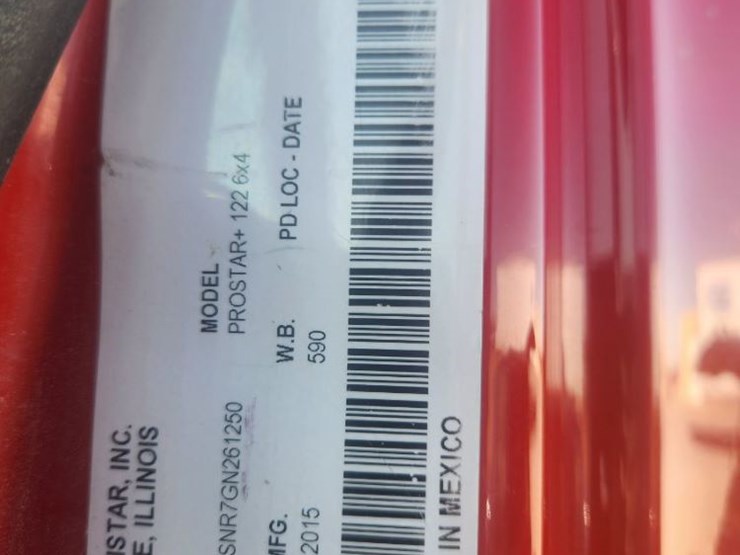 ISTAR, INC.
E, ILLINOIS
MODEL
SNR7GN261250 PROSTAR+ 122 6x4
MFG. W.B. PD LOC - DATE
2015 590
IN MEXICO